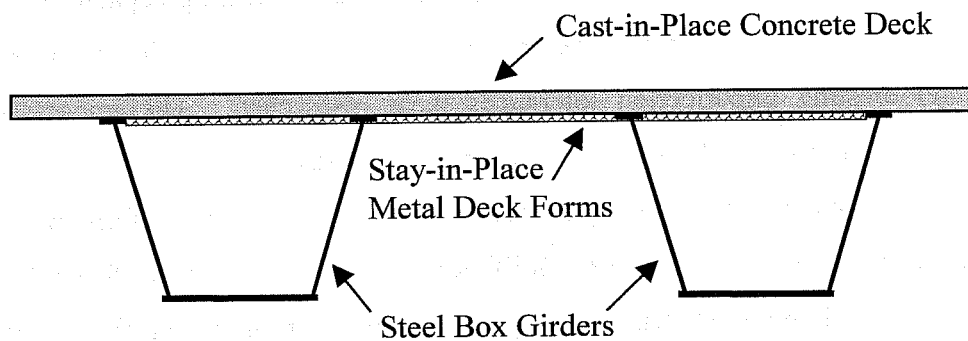 Cast-in-Place Concrete Deck
Stay-in-Place
Metal Deck Forms
Steel Box Girders